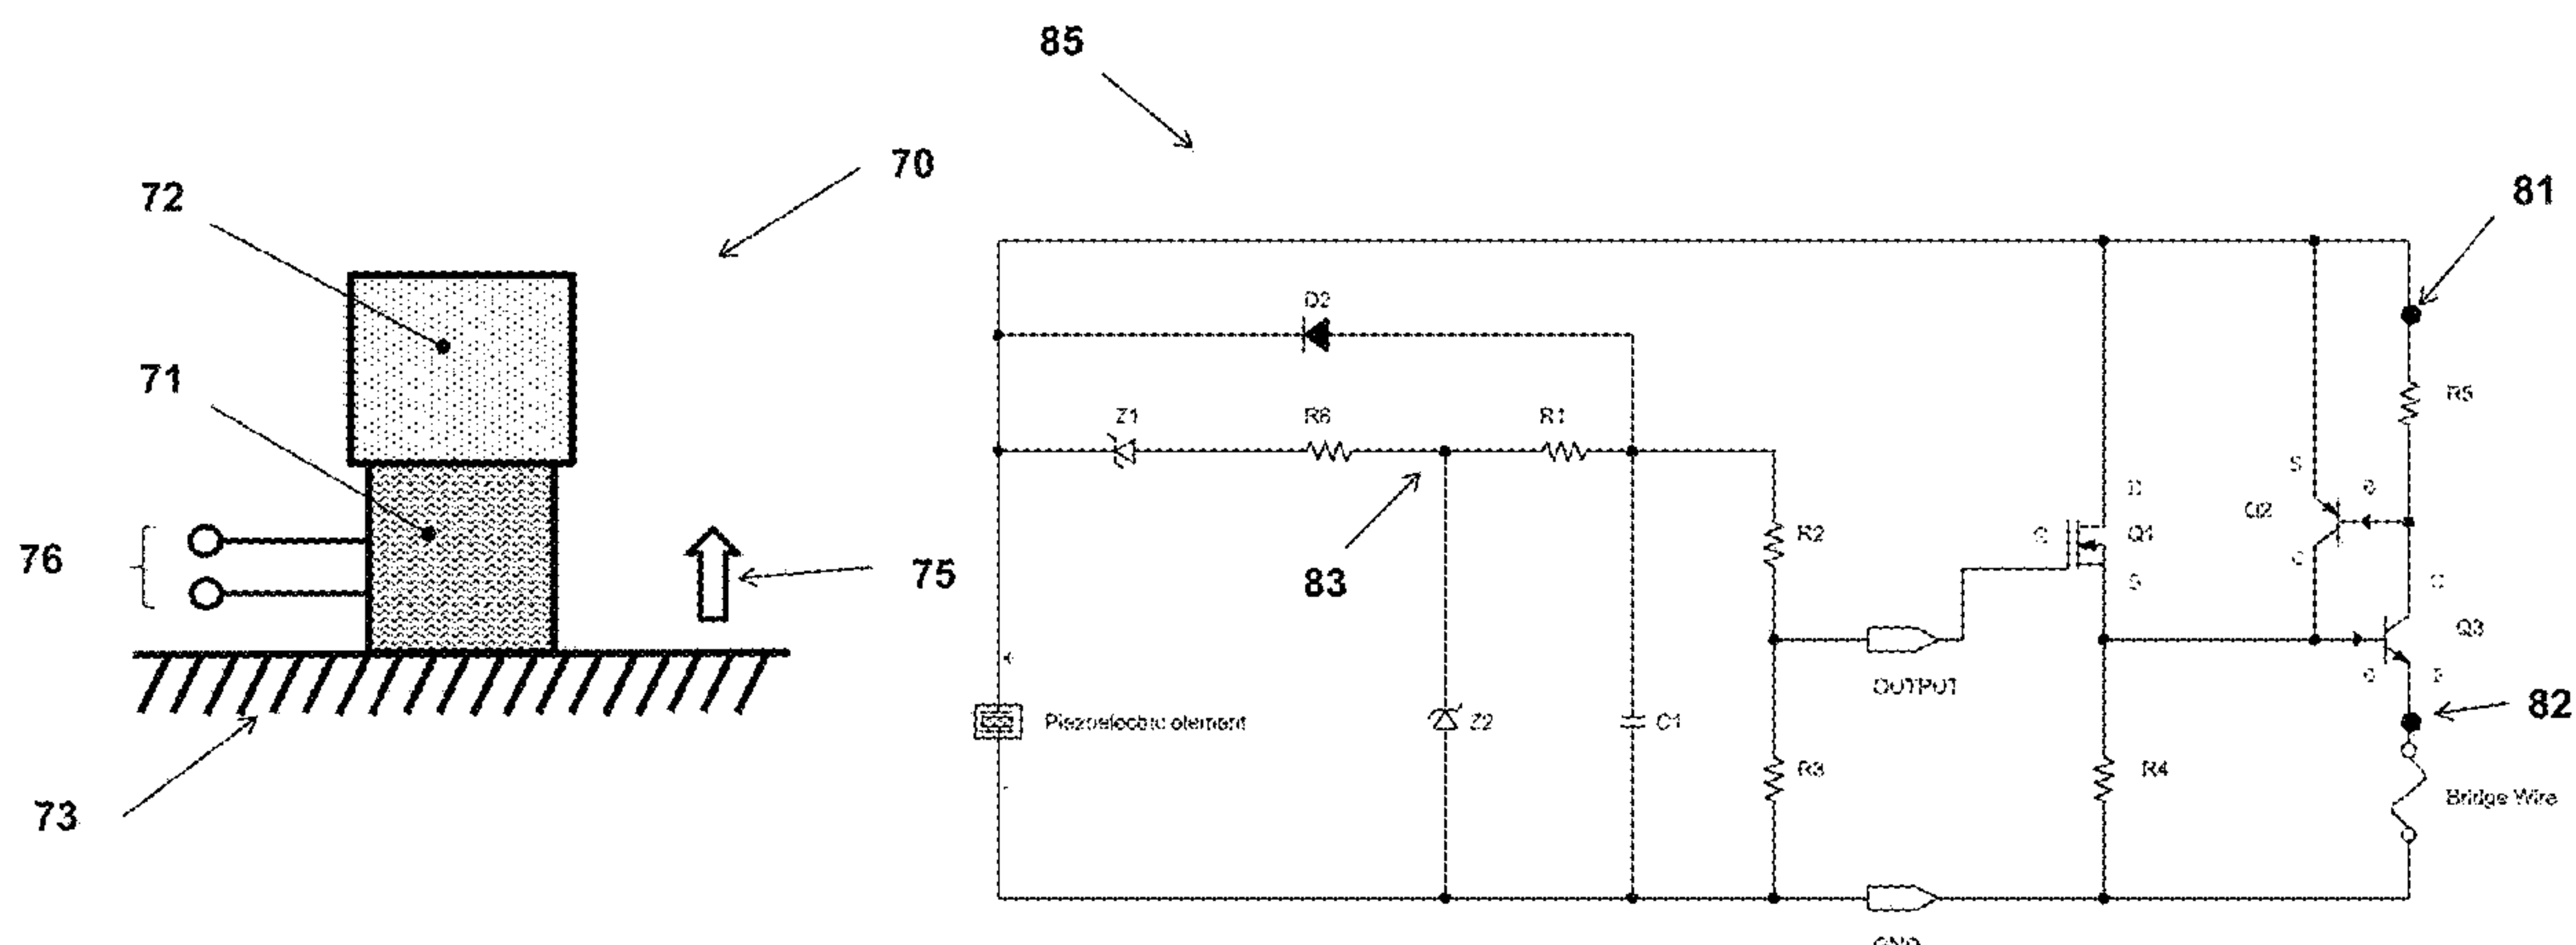 85
70
72
81
D2
71
Z1
R6
R1
R5
S
D
Q2
76
R2
Q1
75
83
C
S
Q3
OUTPUT
82
Piezoelectric element
Z2
C1
R3
R4
73
Bridge Wire
GND